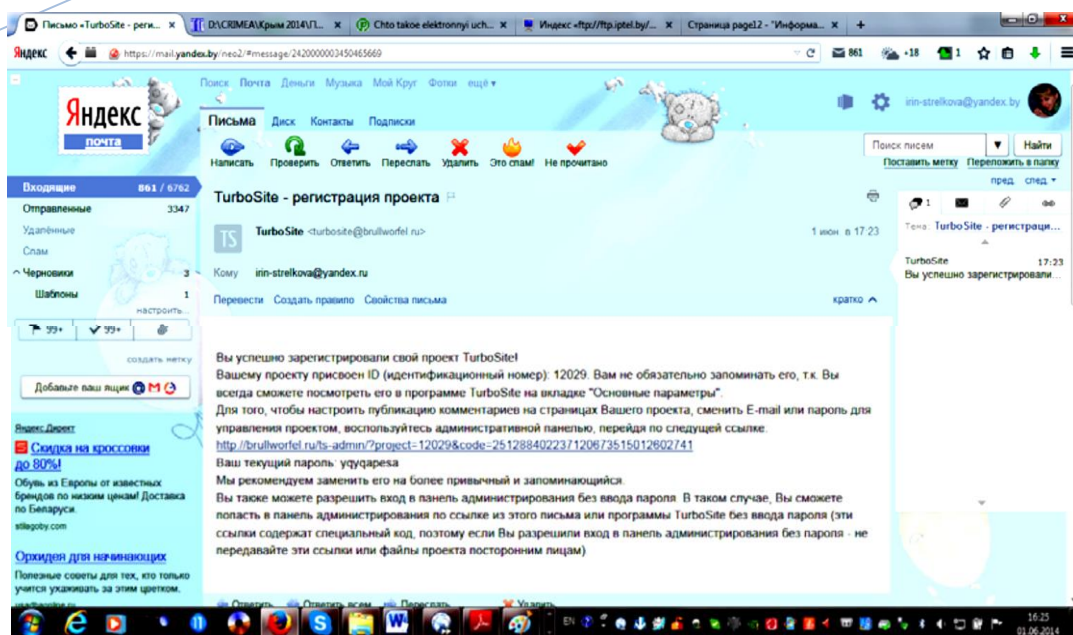 Письмо «TurboSite - реги... x
D:\CRIMEA\Крым 2014\П... x
Chto takoe elektronnyi uch... x
Индекс «ftp://ftp.iptel.by/... x
Страница page12 - "Информа... x +
Яндекс https://mail.yandex.by/neo2/#message/2420000003450465669 861 +18 1
Поиск Почта Деньги Музыка Мой Круг Фотки ещё
Яндекс
почта
Письма Диск Контакты Подписки
irin-strelkova@yandex.by
Написать Проверить Ответить Переслать Удалить Это спам! Не прочитано
Поиск писем Найти
Поставить метку Переложить в папку
пред. след.
Входящие 861 / 6762
Отправленные 3347
Удалённые
Спам
Черновики 3
Шаблоны 1
настроить...
99+ 99+
создать метку
Добавьте ваш ящик
TurboSite - регистрация проекта
TS
TurboSite <turbosite@brullworfel.ru> 1 июн. в 17:23
Кому irin-strelkova@yandex.ru
Перевести Создать правило Свойства письма кратко
1
Тема: TurboSite - регистраци...
TurboSite 17:23
Вы успешно зарегистрировали...
Вы успешно зарегистрировали свой проект TurboSite!
Вашему проекту присвоен ID (идентификационный номер): 12029. Вам не обязательно запоминать его, т.к. Вы
всегда сможете посмотреть его в программе TurboSite на вкладке "Основные параметры".
Для того, чтобы настроить публикацию комментариев на страницах Вашего проекта, сменить E-mail или пароль для
управления проектом, воспользуйтесь административной панелью, перейдя по следущей ссылке:
http://brullworfel.ru/ts-admin/?project=12029&code=2512884022371206735150126​02741
Ваш текущий пароль: yqyqapesa
Мы рекомендуем заменить его на более привычный и запоминающийся.
Вы также можете разрешить вход в панель администрирования без ввода пароля. В таком случае, Вы сможете
попасть в панель администрирования по ссылке из этого письма или программы TurboSite без ввода пароля (эти
ссылки содержат специальный код, поэтому если Вы разрешили вход в панель администрирования без пароля - не
передавайте эти ссылки или файлы проекта посторонним лицам)
Яндекс.Директ
Скидка на кроссовки
до 80%!
Обувь из Европы от известных
брендов по низким ценам! Доставка
по Беларуси.
stilagoby.com
Орхидея для начинающих
Полезные советы для тех, кто только
учится ухаживать за этим цветком.
Ответить Ответить всем Переслать Удалить
EN
16:25
01.06.2014